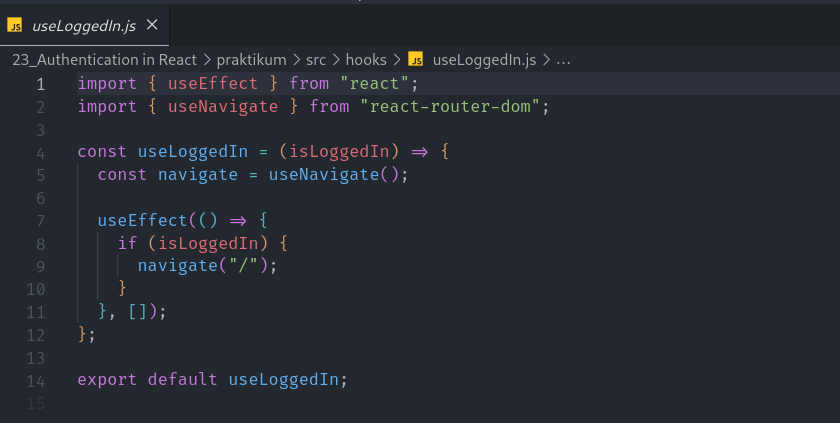 JS useLoggedIn.js ×
23_Authentication in React > praktikum > src > hooks > JS useLoggedIn.js > ...
1 import { useEffect } from "react";
2 import { useNavigate } from "react-router-dom";
3
4 const useLoggedIn = (isLoggedIn) => {
5   const navigate = useNavigate();
6
7   useEffect(() => {
8     if (isLoggedIn) {
9       navigate("/");
10     }
11   }, []);
12 };
13
14 export default useLoggedIn;
15